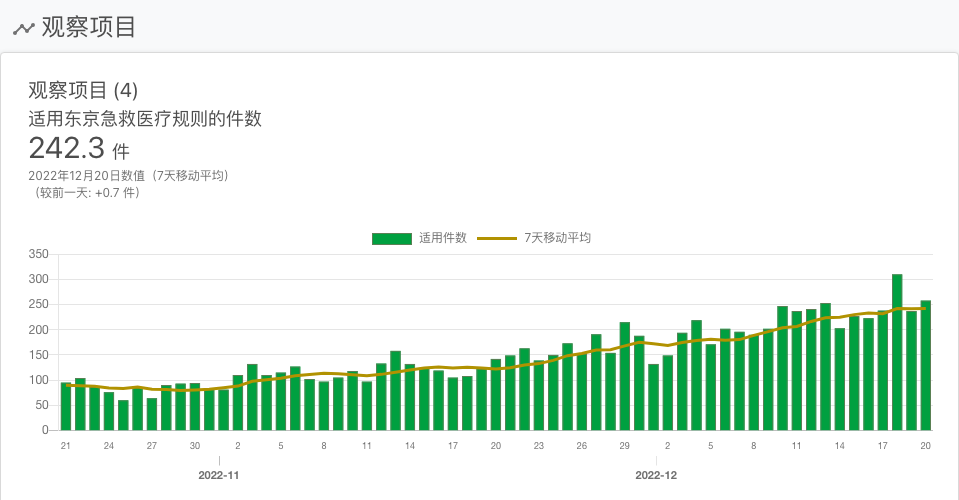 观察项目
观察项目 (4)
适用东京急救医疗规则的件数
242.3 件
2022年12月20日数值（7天移动平均）
（较前一天: +0.7 件）
适用件数 7天移动平均
350
300
250
200
150
100
50
0
21 24 27 30 2 5 8 11 14 17 20 23 26 29 2 5 8 11 14 17 20
2022-11 2022-12